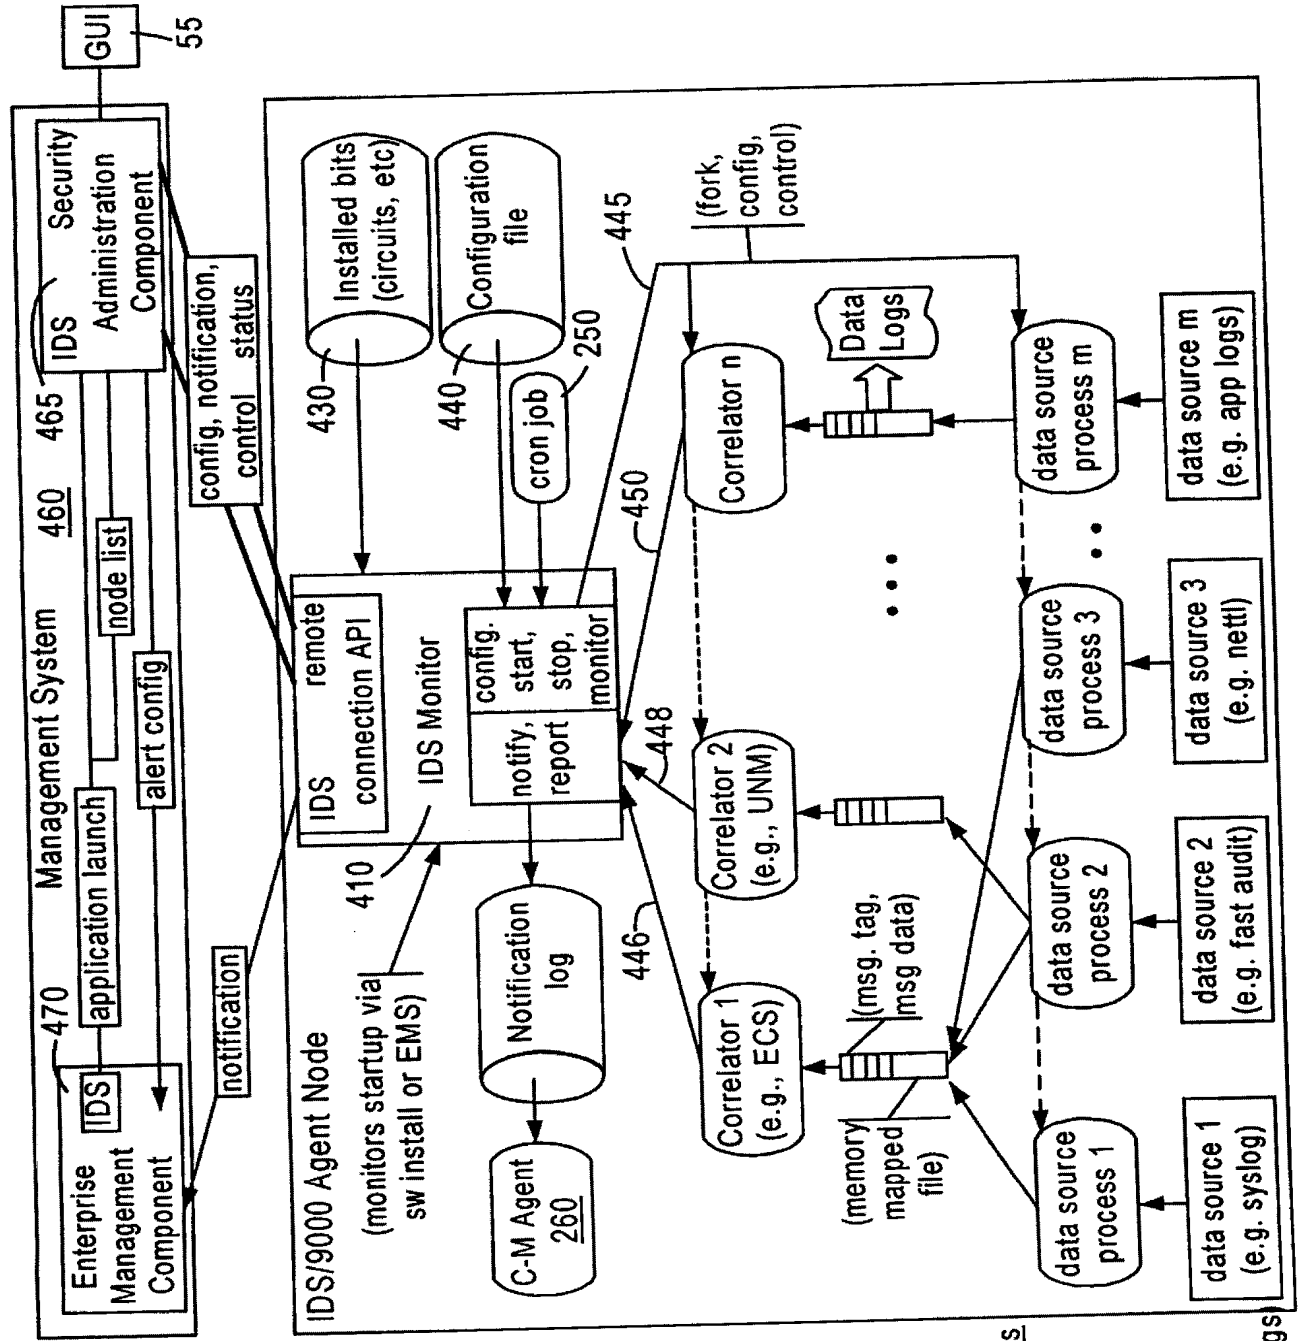 Management System 460
470
465
Enterprise
Management
Component
IDS
application launch
node list
alert config
IDS Security
Administration
Component
GUI
55
notification
config, notification,
control status
IDS/9000 Agent Node
(monitors startup via
sw install or EMS)
410
IDS remote
connection API
IDS Monitor
notify,
report
config.
start,
stop,
monitor
430
Installed bits
(circuits, etc)
440
Configuration
file
cron job
250
C-M Agent
260
Notification
log
446
448
450
445
(fork,
config,
control)
Correlator 1
(e.g., ECS)
Correlator 2
(e.g., UNM)
Correlator n
(memory
mapped
file)
(msg. tag,
msg data)
Data
Logs
data source
process 1
data source
process 2
data source
process 3
data source
process m
data source 1
(e.g. syslog)
data source 2
(e.g. fast audit)
data source 3
(e.g. nettl)
data source m
(e.g. app logs)
s
gs)